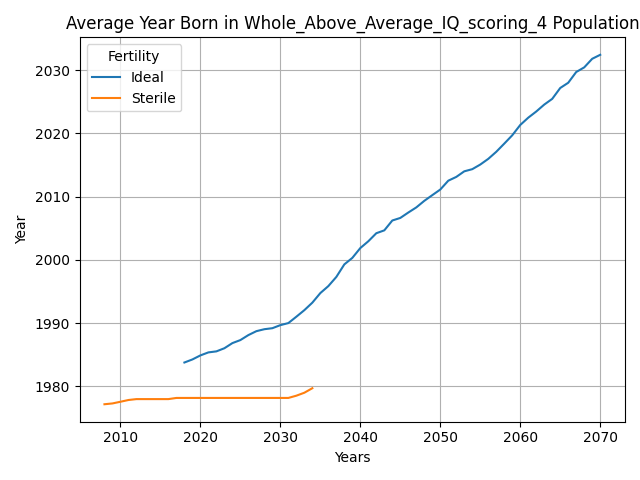 Average Year Born in Whole_Above_Average_IQ_scoring_4 Population
Fertility
Ideal
Sterile
Year
2030
2020
2010
2000
1990
1980
2010 2020 2030 2040 2050 2060 2070
Years